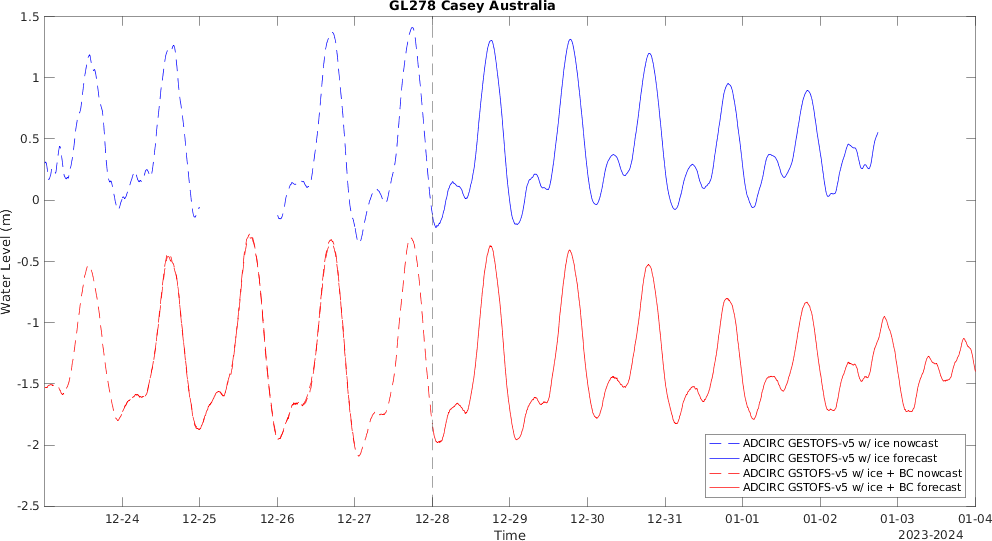 GL278 Casey Australia
Water Level (m)
1.5
1
0.5
0
-0.5
-1
-1.5
-2
-2.5
ADCIRC GESTOFS-v5 w/ ice nowcast
ADCIRC GESTOFS-v5 w/ ice forecast
ADCIRC GSTOFS-v5 w/ ice + BC nowcast
ADCIRC GSTOFS-v5 w/ ice + BC forecast
12-24 12-25 12-26 12-27 12-28 12-29 12-30 12-31 01-01 01-02 01-03 01-04
Time
2023-2024